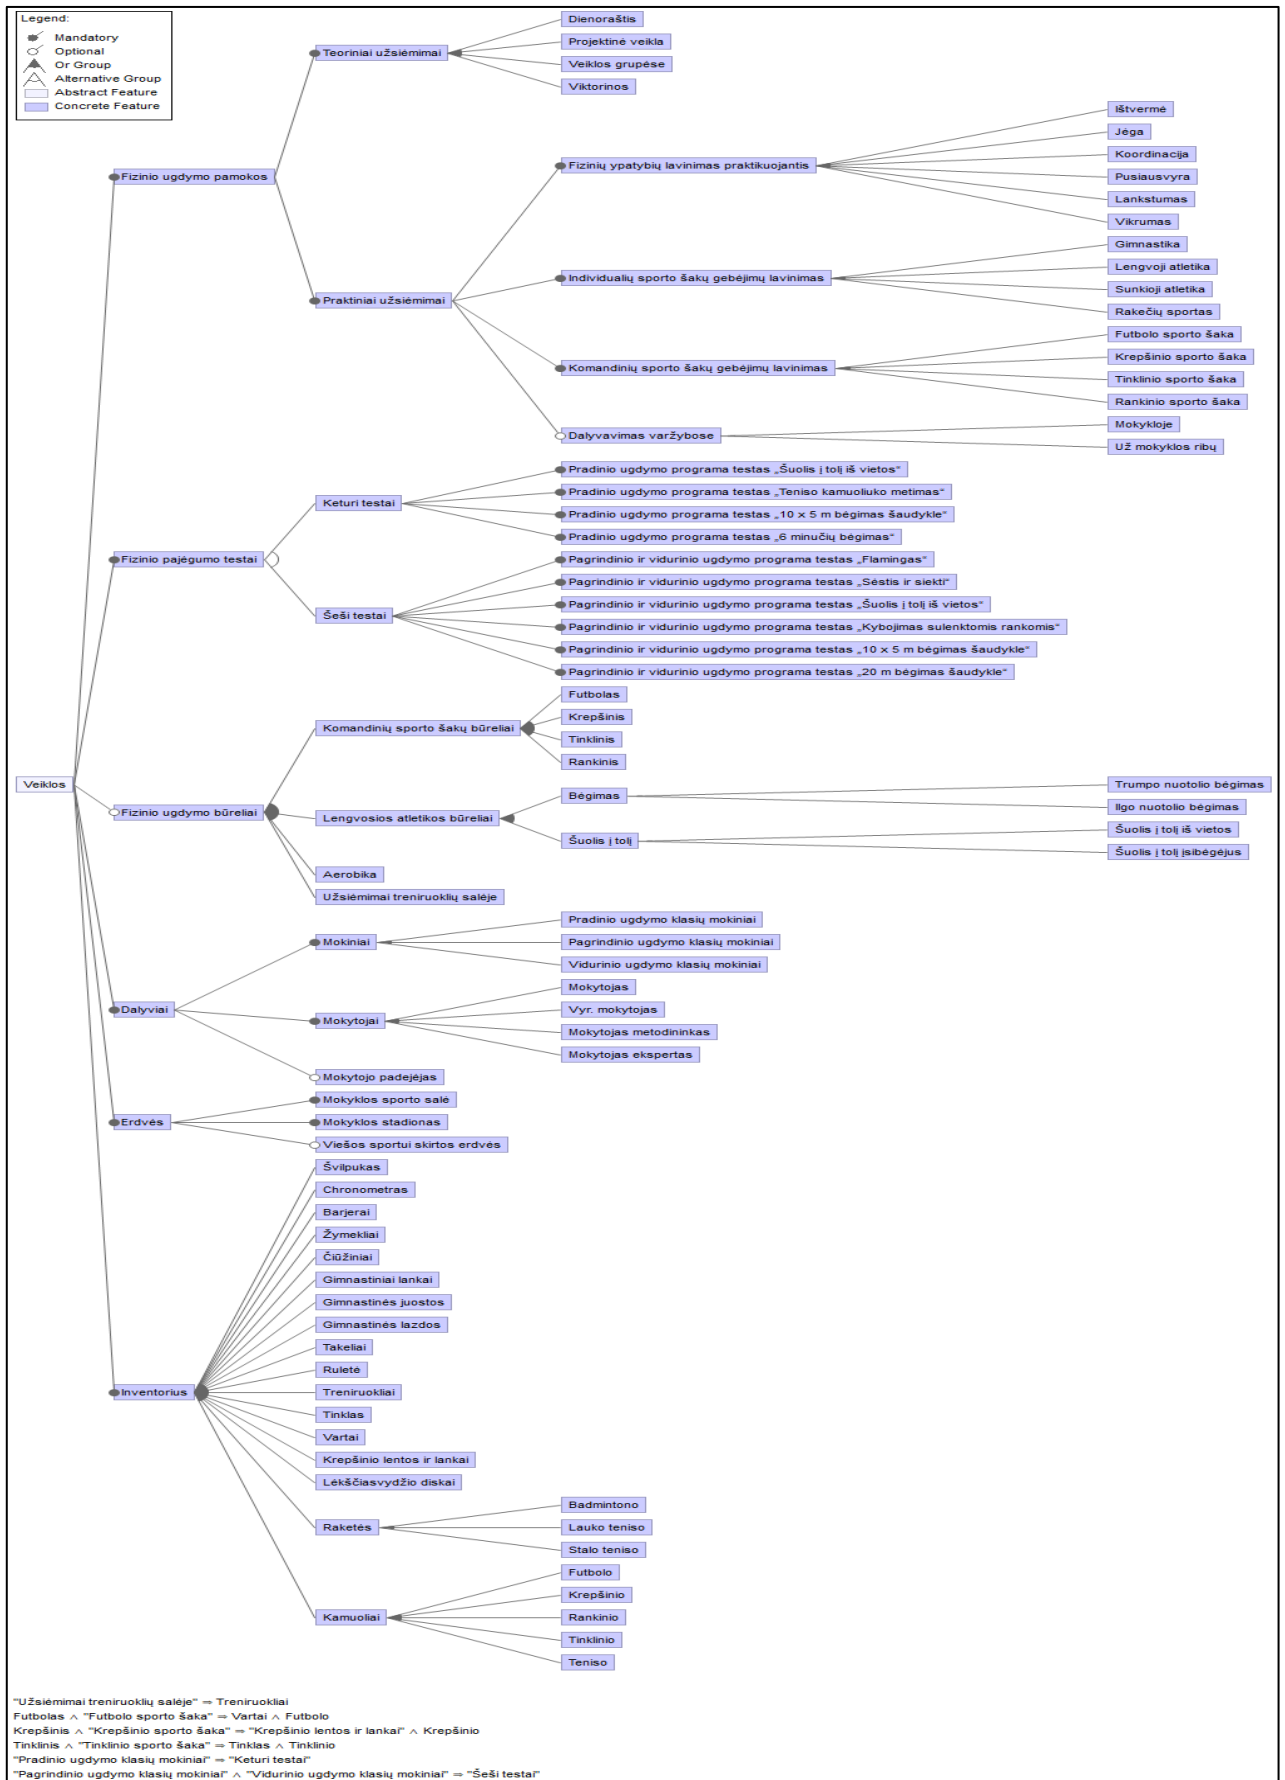 Legend:
Mandatory
Optional
Or Group
Alternative Group
Abstract Feature
Concrete Feature
Dienoraštis
Projektinė veikla
Teoriniai užsiėmimai
Veiklos grupėse
Viktorinos
Ištvermė
Jėga
Koordinacija
Fizinių ypatybių lavinimas praktikuojantis
Pusiausvyra
Fizinio ugdymo pamokos
Lankstumas
Vikrumas
Gimnastika
Lengvoji atletika
Individualių sporto šakų gebėjimų lavinimas
Sunkioji atletika
Praktiniai užsiėmimai
Rakečių sportas
Futbolo sporto šaka
Krepšinio sporto šaka
Komandinių sporto šakų gebėjimų lavinimas
Tinklinio sporto šaka
Rankinio sporto šaka
Mokykloje
Dalyvavimas varžybose
Už mokyklos ribų
Pradinio ugdymo programa testas „Šuolis į tolį iš vietos“
Pradinio ugdymo programa testas „Teniso kamuoliuko metimas“
Keturi testai
Pradinio ugdymo programa testas „10 x 5 m bėgimas šaudykle“
Pradinio ugdymo programa testas „6 minučių bėgimas“
Fizinio pajėgumo testai
Pagrindinio ir vidurinio ugdymo programa testas „Flamingas“
Pagrindinio ir vidurinio ugdymo programa testas „Sėstis ir siekti“
Pagrindinio ir vidurinio ugdymo programa testas „Šuolis į tolį iš vietos“
Šeši testai
Pagrindinio ir vidurinio ugdymo programa testas „Kybojimas sulenktomis rankomis“
Pagrindinio ir vidurinio ugdymo programa testas „10 x 5 m bėgimas šaudykle“
Pagrindinio ir vidurinio ugdymo programa testas „20 m bėgimas šaudykle“
Futbolas
Krepšinis
Komandinių sporto šakų būreliai
Tinklinis
Rankinis
Veiklos
Trumpo nuotolio bėgimas
Bėgimas
Ilgo nuotolio bėgimas
Fizinio ugdymo būreliai
Lengvosios atletikos būreliai
Šuolis į tolį iš vietos
Šuolis į tolį
Šuolis į tolį įsibėgėjus
Aerobika
Užsiėmimai treniruoklių salėje
Pradinio ugdymo klasių mokiniai
Mokiniai
Pagrindinio ugdymo klasių mokiniai
Vidurinio ugdymo klasių mokiniai
Mokytojas
Dalyviai
Vyr. mokytojas
Mokytojai
Mokytojas metodininkas
Mokytojas ekspertas
Mokytojo padejėjas
Mokyklos sporto salė
Erdvės
Mokyklos stadionas
Viešos sportui skirtos erdvės
Švilpukas
Chronometras
Barjerai
Žymekliai
Čiūžiniai
Gimnastiniai lankai
Gimnastinės juostos
Gimnastinės lazdos
Takeliai
Ruletė
Inventorius
Treniruokliai
Tinklas
Vartai
Krepšinio lentos ir lankai
Lėkščiasvydžio diskai
Badmintono
Raketės
Lauko teniso
Stalo teniso
Futbolo
Krepšinio
Kamuoliai
Rankinio
Tinklinio
Teniso
"Užsiėmimai treniruoklių salėje" ⇒ Treniruokliai
Futbolas ∧ "Futbolo sporto šaka" ⇒ Vartai ∧ Futbolo
Krepšinis ∧ "Krepšinio sporto šaka" ⇒ "Krepšinio lentos ir lankai" ∧ Krepšinio
Tinklinis ∧ "Tinklinio sporto šaka" ⇒ Tinklas ∧ Tinklinio
"Pradinio ugdymo klasių mokiniai" ⇒ "Keturi testai"
"Pagrindinio ugdymo klasių mokiniai" ∧ "Vidurinio ugdymo klasių mokiniai" ⇒ "Šeši testai"